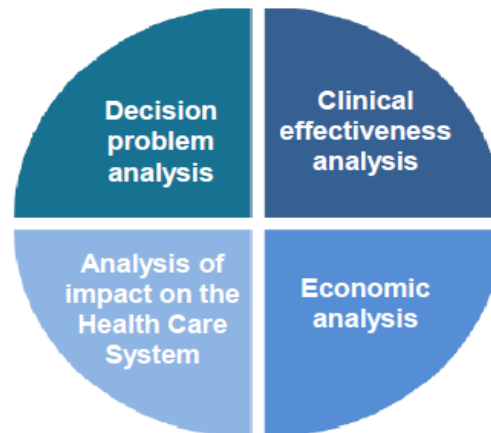 Decision
problem
analysis
Clinical
effectiveness
analysis
Analysis of
impact on the
Health Care
System
Economic
analysis